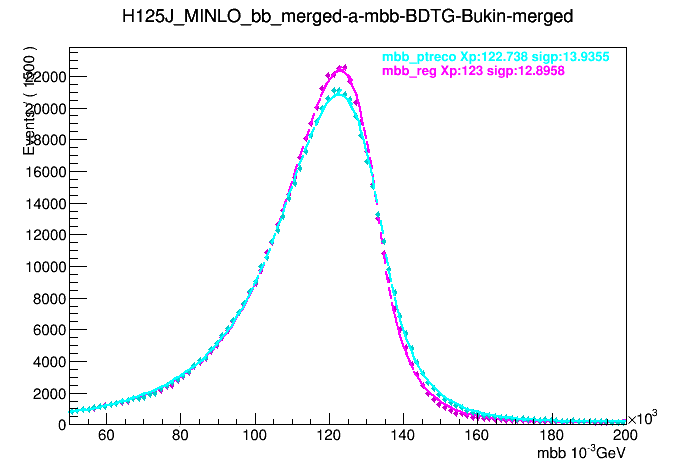 H125J_MINLO_bb_merged-a-mbb-BDTG-Bukin-merged
mbb_ptreco Xp:122.738 sigp:13.9355
mbb_reg Xp:123 sigp:12.8958
22000
20000
18000
16000
14000
12000
10000
8000
6000
4000
2000
0
60 80 100 120 140 160 180 200
×10³
mbb 10⁻³GeV